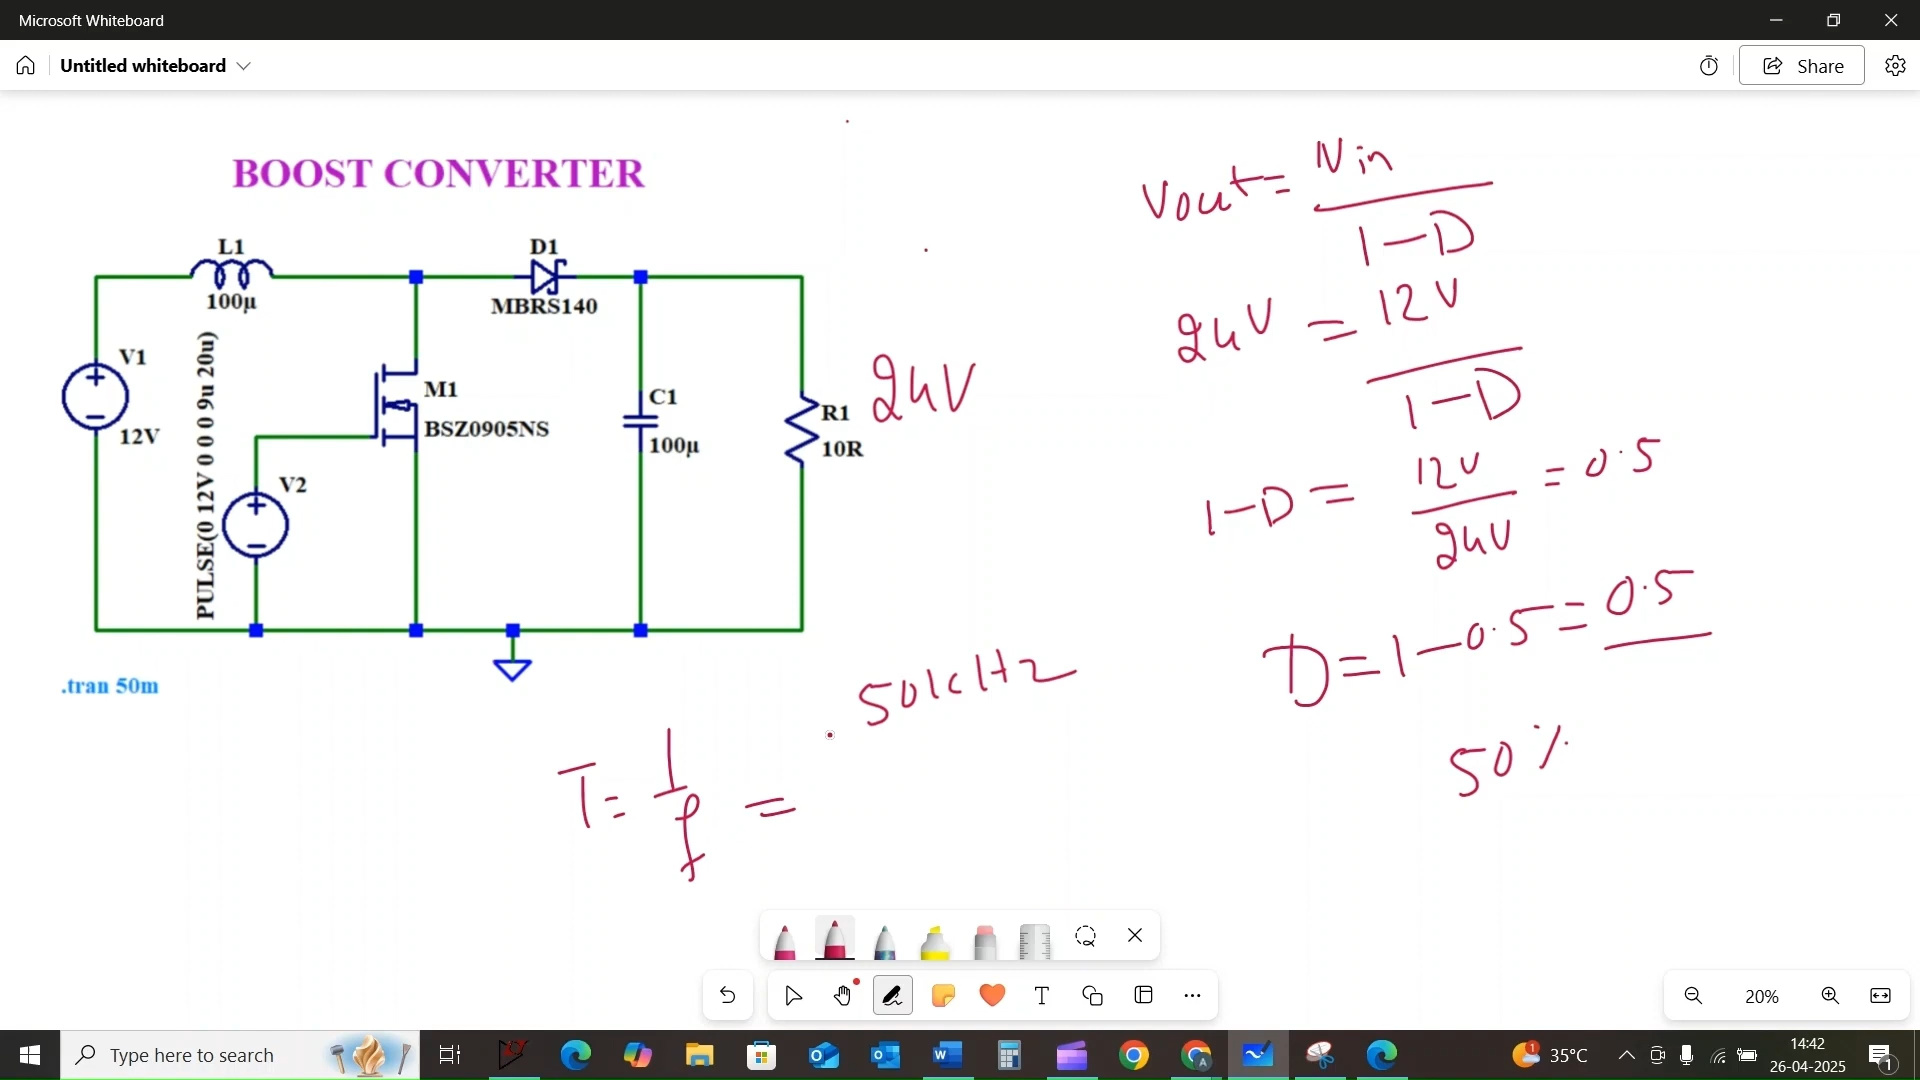 Microsoft Whiteboard
Untitled whiteboard
Share
BOOST CONVERTER
L1
100µ
D1
MBRS140
V1
12V
PULSE(0 12V 0 0 0 9u 20u)
V2
M1
BSZ0905NS
C1
100µ
R1
10R
24V
.tran 50m
50kHz
T = 1/f =
Vout = Vin / 1-D
24V = 12V / 1-D
1-D = 12V / 24V = 0.5
D = 1-0.5 = 0.5
50%
20%
Type here to search
35°C
14:42
26-04-2025
1